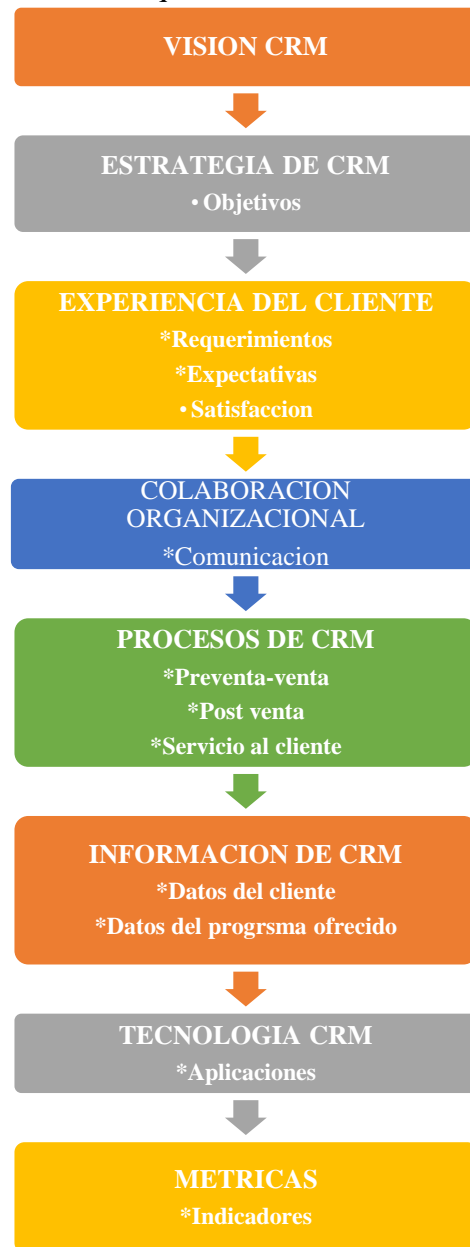 VISION CRM
ESTRATEGIA DE CRM
• Objetivos
EXPERIENCIA DEL CLIENTE
*Requerimientos
*Expectativas
• Satisfaccion
COLABORACION
ORGANIZACIONAL
*Comunicacion
PROCESOS DE CRM
*Preventa-venta
*Post venta
*Servicio al cliente
INFORMACION DE CRM
*Datos del cliente
*Datos del progrsma ofrecido
TECNOLOGIA CRM
*Aplicaciones
METRICAS
*Indicadores